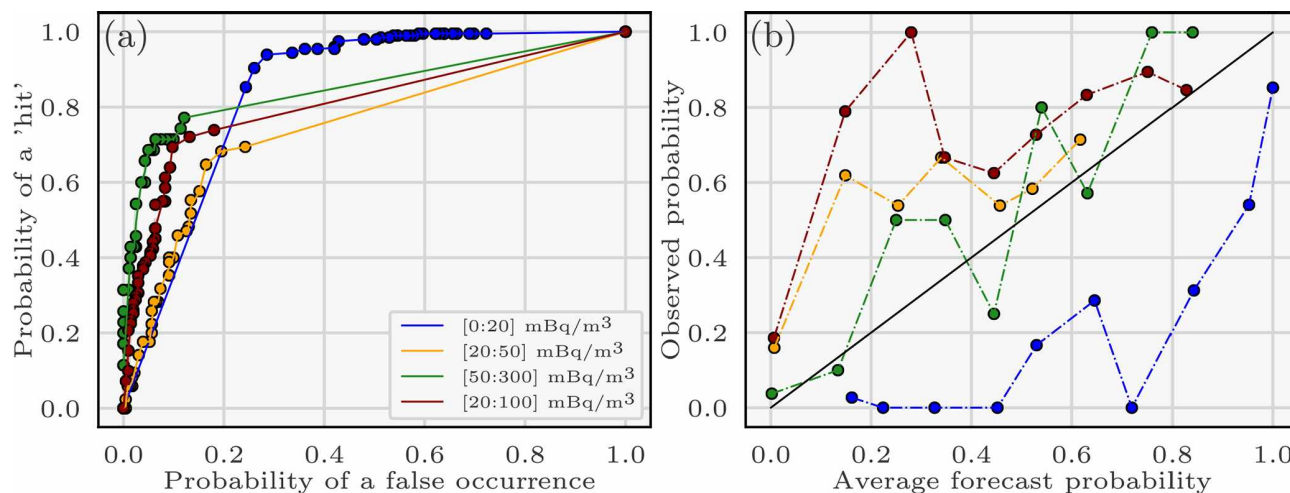 (a)
Probability of a 'hit'
1.0
0.8
0.6
0.4
0.2
0.0
0.0 0.2 0.4 0.6 0.8 1.0
Probability of a false occurrence
[0:20] mBq/m³
[20:50] mBq/m³
[50:300] mBq/m³
[20:100] mBq/m³
(b)
Observed probability
1.0
0.8
0.6
0.4
0.2
0.0
0.0 0.2 0.4 0.6 0.8 1.0
Average forecast probability